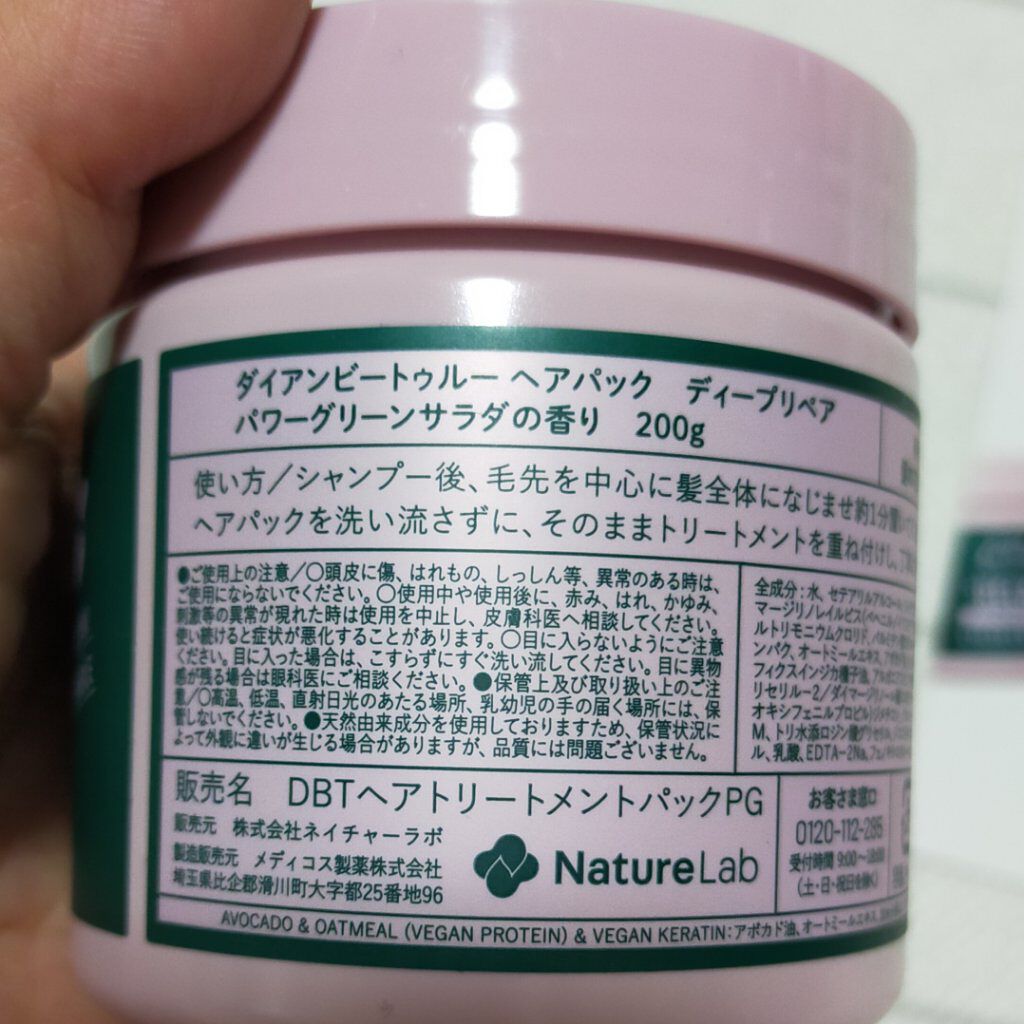 ダイアンビートゥルー ヘアパック ディープリペア
パワーグリーンサラダの香り 200g
使い方／シャンプー後、毛先を中心に髪全体になじませ約1分
ヘアパックを洗い流さずに、そのままトリートメントを重ね付けし、
●ご使用上の注意／〇頭皮に傷、はれもの、しっしん等、異常のある時は、
ご使用にならないでください。〇使用中や使用後に、赤み、はれ、かゆみ、
刺激等の異常が現れた時は使用を中止し、皮膚科医へ相談してください。
使い続けると症状が悪化することがあります。〇目に入らないようにご注意
ください。目に入った場合は、こすらずにすぐ洗い流してください。目に異物
感が残る場合は眼科医にご相談ください。●保管上及び取り扱い上のご注
意／〇高温、低温、直射日光のあたる場所、乳幼児の手の届く場所には、保
管しないでください。●天然由来成分を使用しておりますため、保管状況に
よって外観に違いが生じる場合がありますが、品質には問題ございません。
全成分：水、セテアリルアルコール、
マージリノレイルビス(ベヘニル/
ルトリモニウムクロリド、
ンパク、オートミールエキス、
フィクスインジカ種子油、
リセリル-2／ダイマージリノール
オキシフェニルプロピルジメチコン、
M、トリ水添ロジン酸グリセリル、
ル、乳酸、EDTA-2Na、フェノ
販売名 DBTヘアトリートメントパックPG
販売元 株式会社ネイチャーラボ
製造販売元 メディコス製薬株式会社
埼玉県比企郡滑川町大字都25番地96
NatureLab
お客さま窓口
0120-112-286
受付時間 9:00～18:00
(土・日・祝日を除く)
AVOCADO & OATMEAL (VEGAN PROTEIN) & VEGAN KERATIN：アボカド油、オートミールエキス、